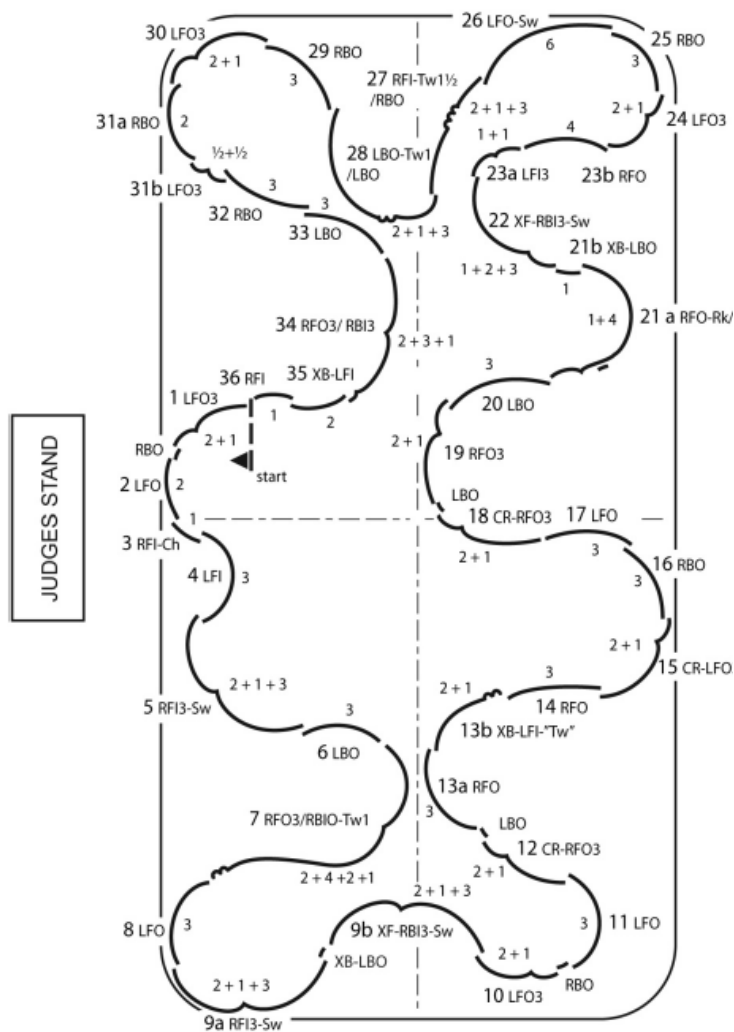 26 LFO-Sw
30 LFO3
6
25 RBO
2 + 1
29 RBO
3
3
27 RFI-Tw1½
/RBO
2 + 1 + 3
2 + 1
24 LFO3
31a RBO
2
1 + 1
4
½ + ½
28 LBO-Tw1
/LBO
23a LFI3
23b RFO
31b LFO3
3
32 RBO
3
33 LBO
2 + 1 + 3
22 XF-RBI3-Sw
21b XB-LBO
1 + 2 + 3
1
34 RFO3/ RBI3
2 + 3 + 1
1 + 4
21 a RFO-Rk/
36 RFI
35 XB-LFI
3
20 LBO
1 LFO3
1
2
2 + 1
start
RBO
2 + 1
19 RFO3
2 LFO
2
LBO
18 CR-RFO3
17 LFO
1
3 RFI-Ch
2 + 1
3
16 RBO
JUDGES STAND
4 LFI
3
3
2 + 1
15 CR-LFO
2 + 1 + 3
5 RFI3-Sw
2 + 1
3
14 RFO
3
6 LBO
13b XB-LFI-"Tw"
13a RFO
3
7 RFO3/RBIO-Tw1
LBO
12 CR-RFO3
2 + 4 +2 +1
2 + 1
2 + 1 + 3
8 LFO
3
9b XF-RBI3-Sw
3
11 LFO
XB-LBO
2 + 1
2 + 1 + 3
10 LFO3
RBO
9a RFI3-Sw